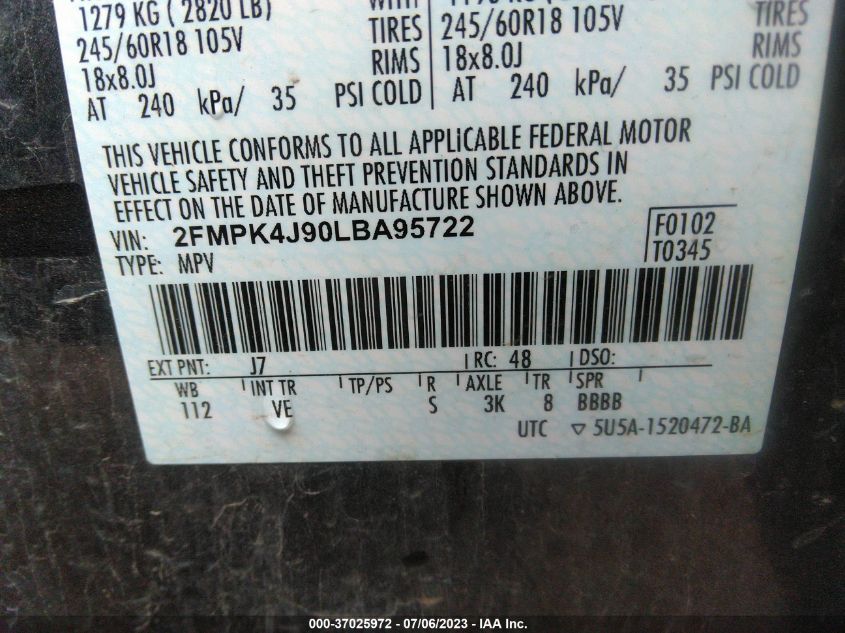 1279 KG ( 2820 LB)
245/60R18 105V TIRES
18x8.0J RIMS
AT 240 kPa/ 35 PSI COLD
TIRES
245/60R18 105V
18x8.0J RIMS
AT 240 kPa/ 35 PSI COLD
THIS VEHICLE CONFORMS TO ALL APPLICABLE FEDERAL MOTOR
VEHICLE SAFETY AND THEFT PREVENTION STANDARDS IN
EFFECT ON THE DATE OF MANUFACTURE SHOWN ABOVE.
VIN: 2FMPK4J90LBA95722
F0102
TYPE: MPV
T0345
EXT PNT: J7 RC: 48 DSO:
WB INT TR TP/PS R AXLE TR SPR
112 VE S 3K 8 BBBB
UTC ▽ 5U5A-1520472-BA
000-37025972 - 07/06/2023 - IAA Inc.